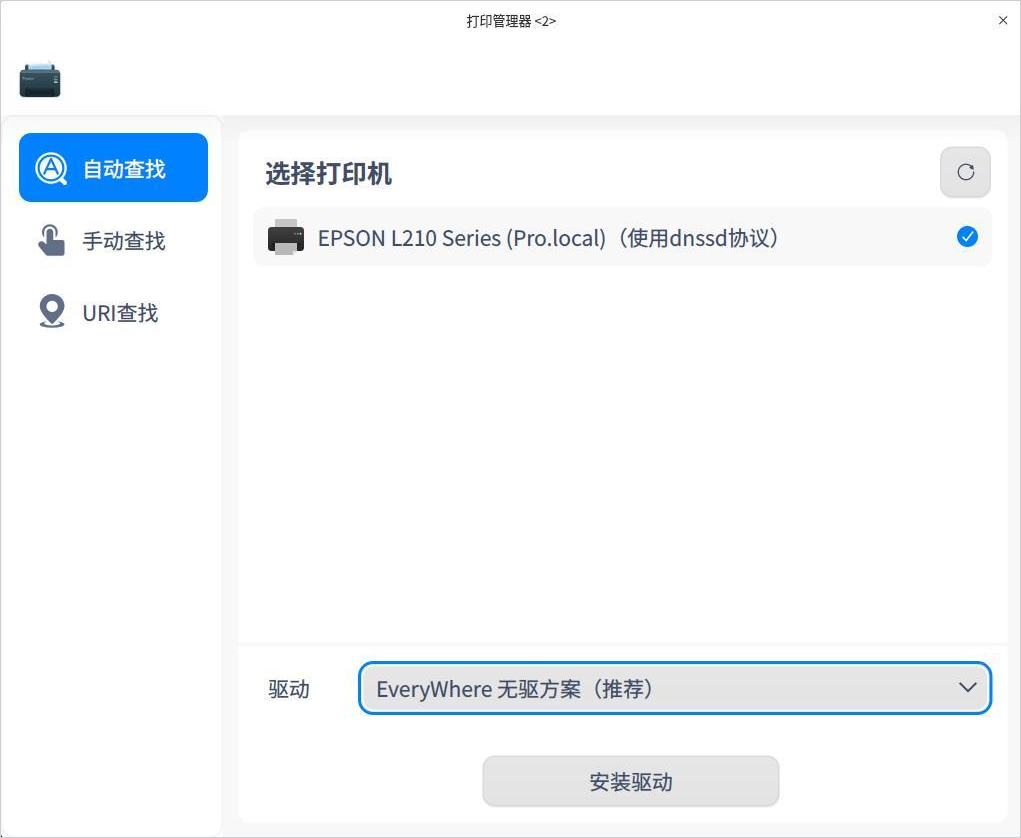 打印管理器 <2>
自动查找
手动查找
URI查找
选择打印机
EPSON L210 Series (Pro.local)（使用dnssd协议）
驱动
EveryWhere 无驱方案（推荐）
安装驱动